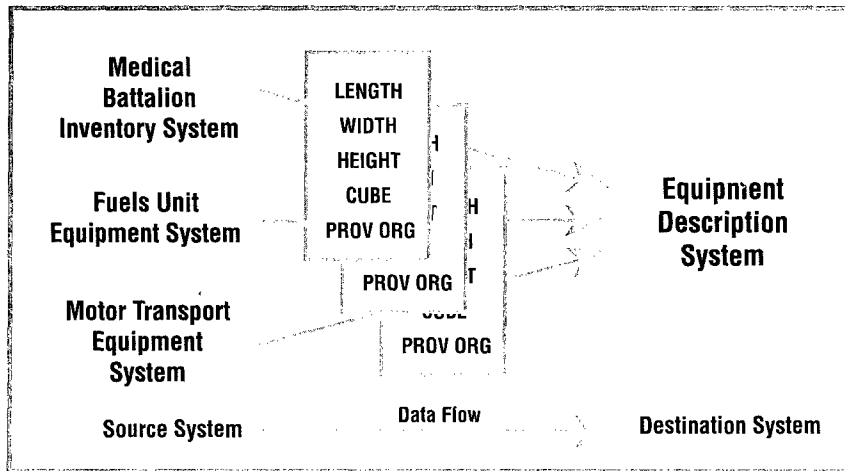 Medical
Battalion
Inventory System
Fuels Unit
Equipment System
Motor Transport
Equipment
System
LENGTH
WIDTH
HEIGHT
CUBE
PROV ORG
H
T
PROV ORG
H
T
PROV ORG
Equipment
Description
System
Source System
Data Flow
Destination System